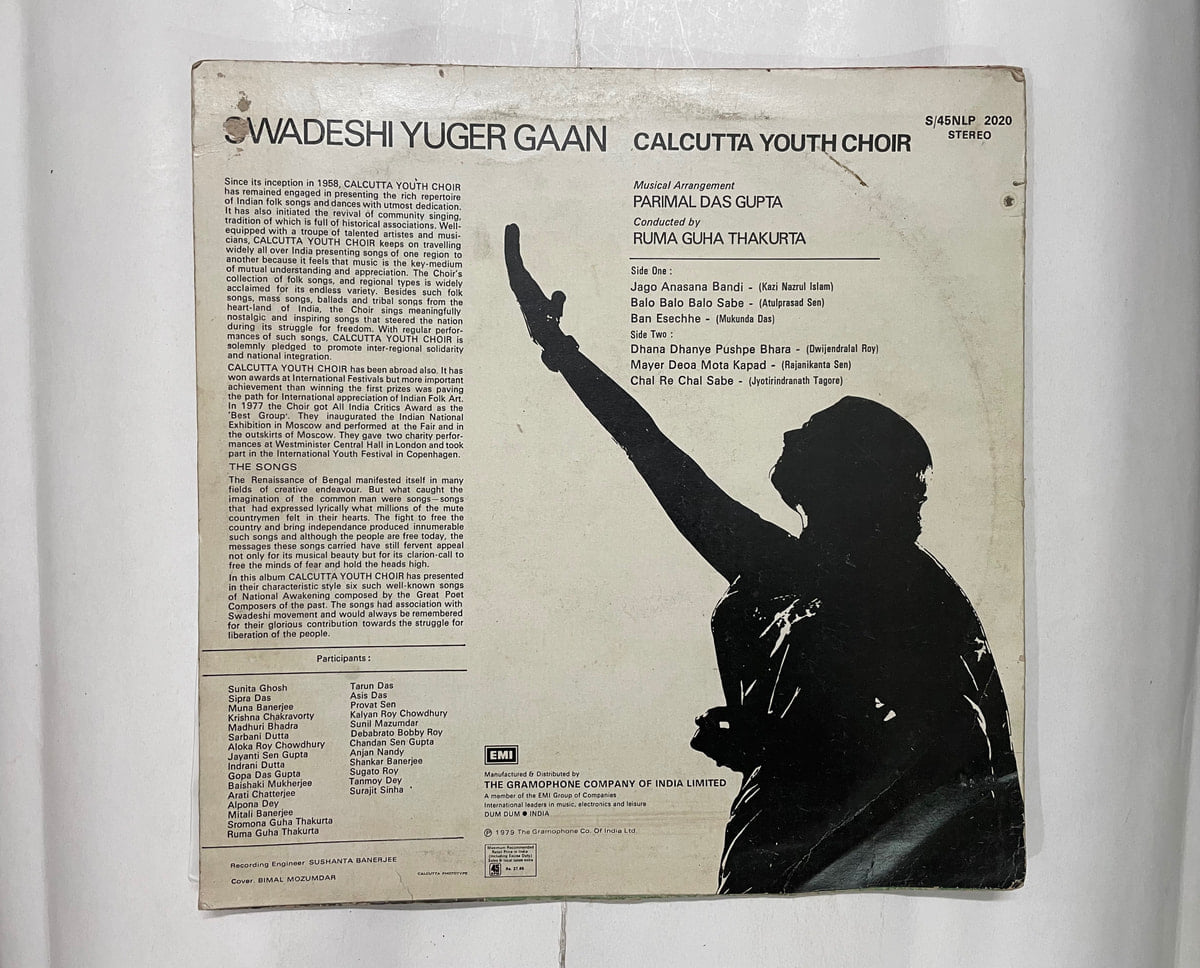 SWADESHI YUGER GAAN
CALCUTTA YOUTH CHOIR
S/45NLP 2020
STEREO
Since its inception in 1958, CALCUTTA YOUTH CHOIR
has remained engaged in presenting the rich repertoire
of Indian folk songs and dances with utmost dedication.
It has also initiated the revival of community singing,
tradition of which is full of historical associations. Well-
equipped with a troupe of talented artistes and musi-
cians, CALCUTTA YOUTH CHOIR keeps on travelling
widely all over India presenting songs of one region to
another because it feels that music is the key-medium
of mutual understanding and appreciation. The Choir's
collection of folk songs, and regional types is widely
acclaimed for its endless variety. Besides such folk
songs, mass songs, ballads and tribal songs from the
heart-land of India, the Choir sings meaningfully
nostalgic and inspiring songs that steered the nation
during its struggle for freedom. With regular perfor-
mances of such songs, CALCUTTA YOUTH CHOIR is
solemnly pledged to promote inter-regional solidarity
and national integration.
CALCUTTA YOUTH CHOIR has been abroad also. It has
won awards at International Festivals but more important
achievement than winning the first prizes was paving
the path for International appreciation of Indian Folk Art.
In 1977 the Choir got All India Critics Award as the
'Best Group'. They inaugurated the Indian National
Exhibition in Moscow and performed at the Fair and in
the outskirts of Moscow. They gave two charity perfor-
mances at Westminister Central Hall in London and took
part in the International Youth Festival in Copenhagen.
THE SONGS
The Renaissance of Bengal manifested itself in many
fields of creative endeavour. But what caught the
imagination of the common man were songs—songs
that had expressed lyrically what millions of the mute
countrymen felt in their hearts. The fight to free the
country and bring independance produced innumerable
such songs and although the people are free today, the
messages these songs carried have still fervent appeal
not only for its musical beauty but for its clarion-call to
free the minds of fear and hold the heads high.
In this album CALCUTTA YOUTH CHOIR has presented
in their characteristic style six such well-known songs
of National Awakening composed by the Great Poet
Composers of the past. The songs had association with
Swadeshi movement and would always be remembered
for their glorious contribution towards the struggle for
liberation of the people.
Participants :
Sunita Ghosh
Sipra Das
Muna Banerjee
Krishna Chakravorty
Madhuri Bhadra
Sarbani Dutta
Aloka Roy Chowdhury
Jayanti Sen Gupta
Indrani Dutta
Gopa Das Gupta
Baishaki Mukherjee
Arati Chatterjee
Alpona Dey
Mitali Banerjee
Sromona Guha Thakurta
Ruma Guha Thakurta
Tarun Das
Asis Das
Provat Sen
Kalyan Roy Chowdhury
Sunil Mazumdar
Debabrato Bobby Roy
Chandan Sen Gupta
Anjan Nandy
Shankar Banerjee
Sugato Roy
Tanmoy Dey
Surajit Sinha
Recording Engineer SUSHANTA BANERJEE
Cover. BIMAL MOZUMDAR
CALCUTTA PHOTOTYPE
Musical Arrangement
PARIMAL DAS GUPTA
Conducted by
RUMA GUHA THAKURTA
Side One :
Jago Anasana Bandi - (Kazi Nazrul Islam)
Balo Balo Balo Sabe - (Atulprasad Sen)
Ban Esechhe - (Mukunda Das)
Side Two :
Dhana Dhanye Pushpe Bhara - (Dwijendralal Roy)
Mayer Deoa Mota Kapad - (Rajanikanta Sen)
Chal Re Chal Sabe - (Jyotirindranath Tagore)
EMI
Manufactured & Distributed by
THE GRAMOPHONE COMPANY OF INDIA LIMITED
A member of the EMI Group of Companies
International leaders in music, electronics and leisure
DUM DUM ● INDIA
℗ 1979 The Gramophone Co. Of India Ltd.
Maximum Recommended
Retail Price in India
(Including Excise Duty)
45